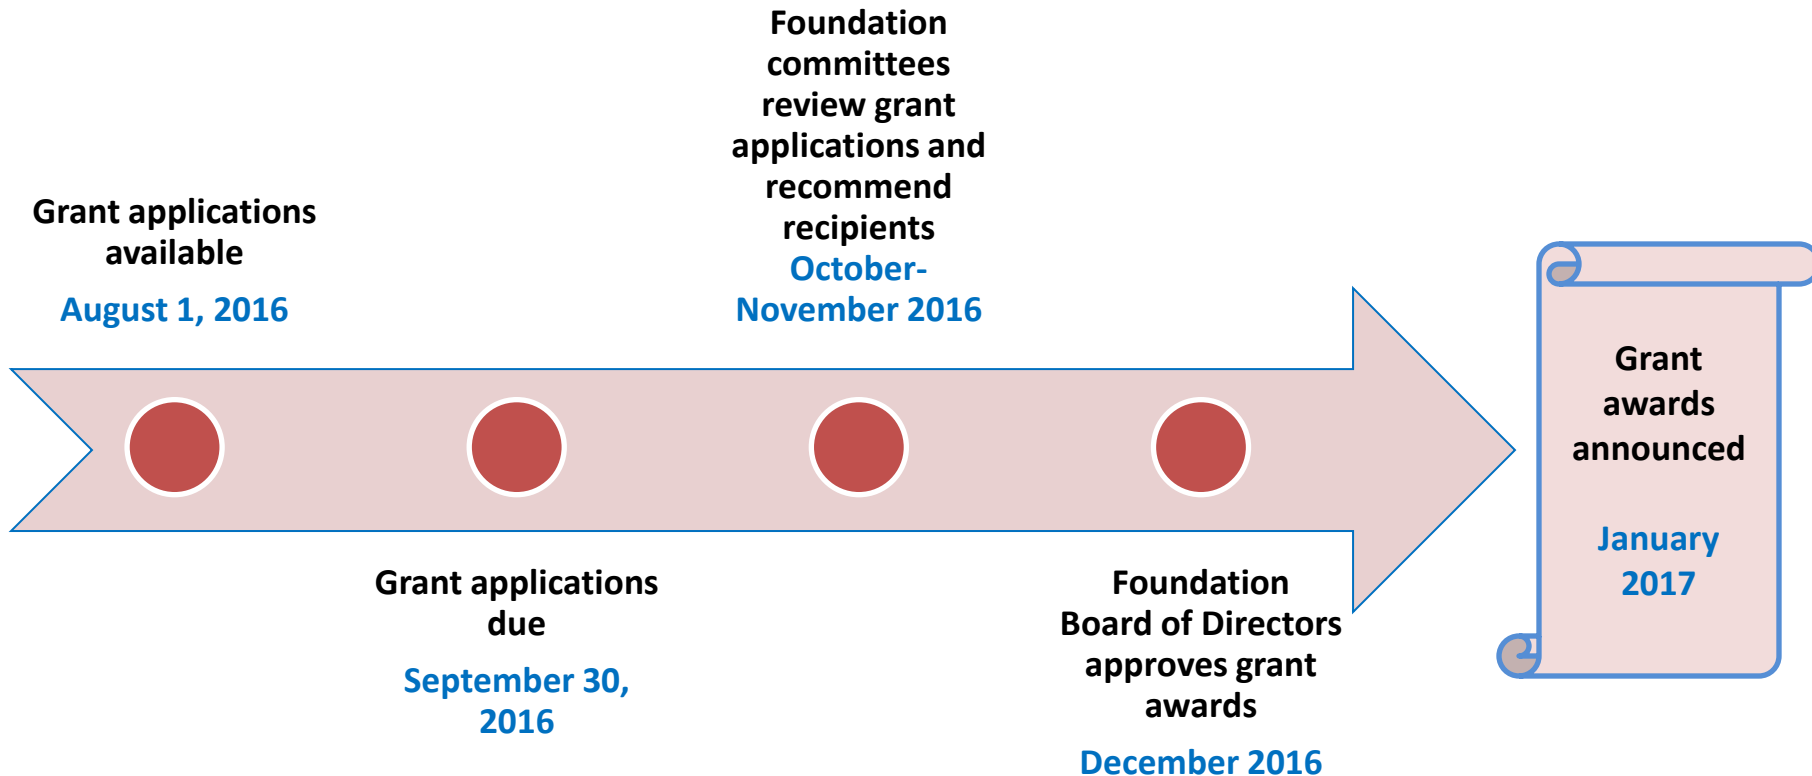 Grant applications
available
August 1, 2016
Grant applications
due
September 30,
2016
Foundation
committees
review grant
applications and
recommend
recipients
October-
November 2016
Foundation
Board of Directors
approves grant
awards
December 2016
Grant
awards
announced
January
2017